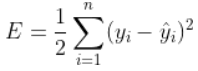 E = \frac{1}{2} \sum_{i=1}^{n} (y_i - \hat{y}_i)^2